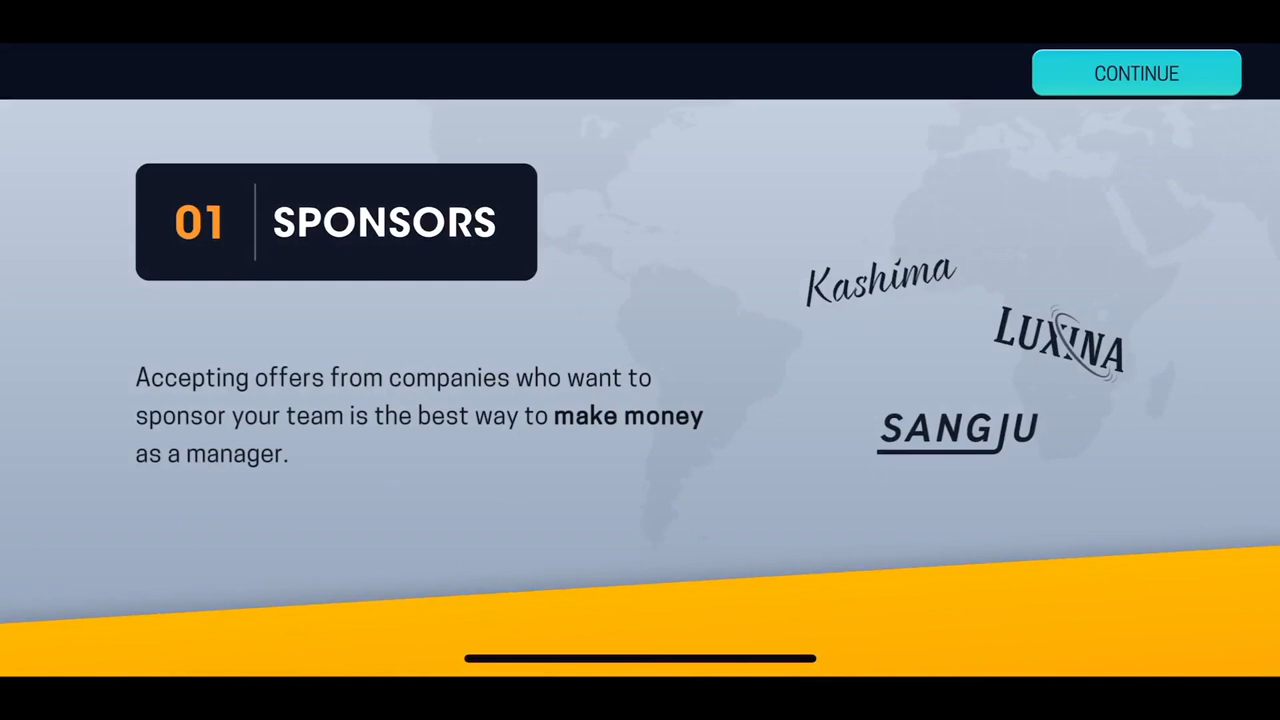 CONTINUE
01 SPONSORS
Kashima
LUXINA
Accepting offers from companies who want to
sponsor your team is the best way to make money
as a manager.
SANGJU